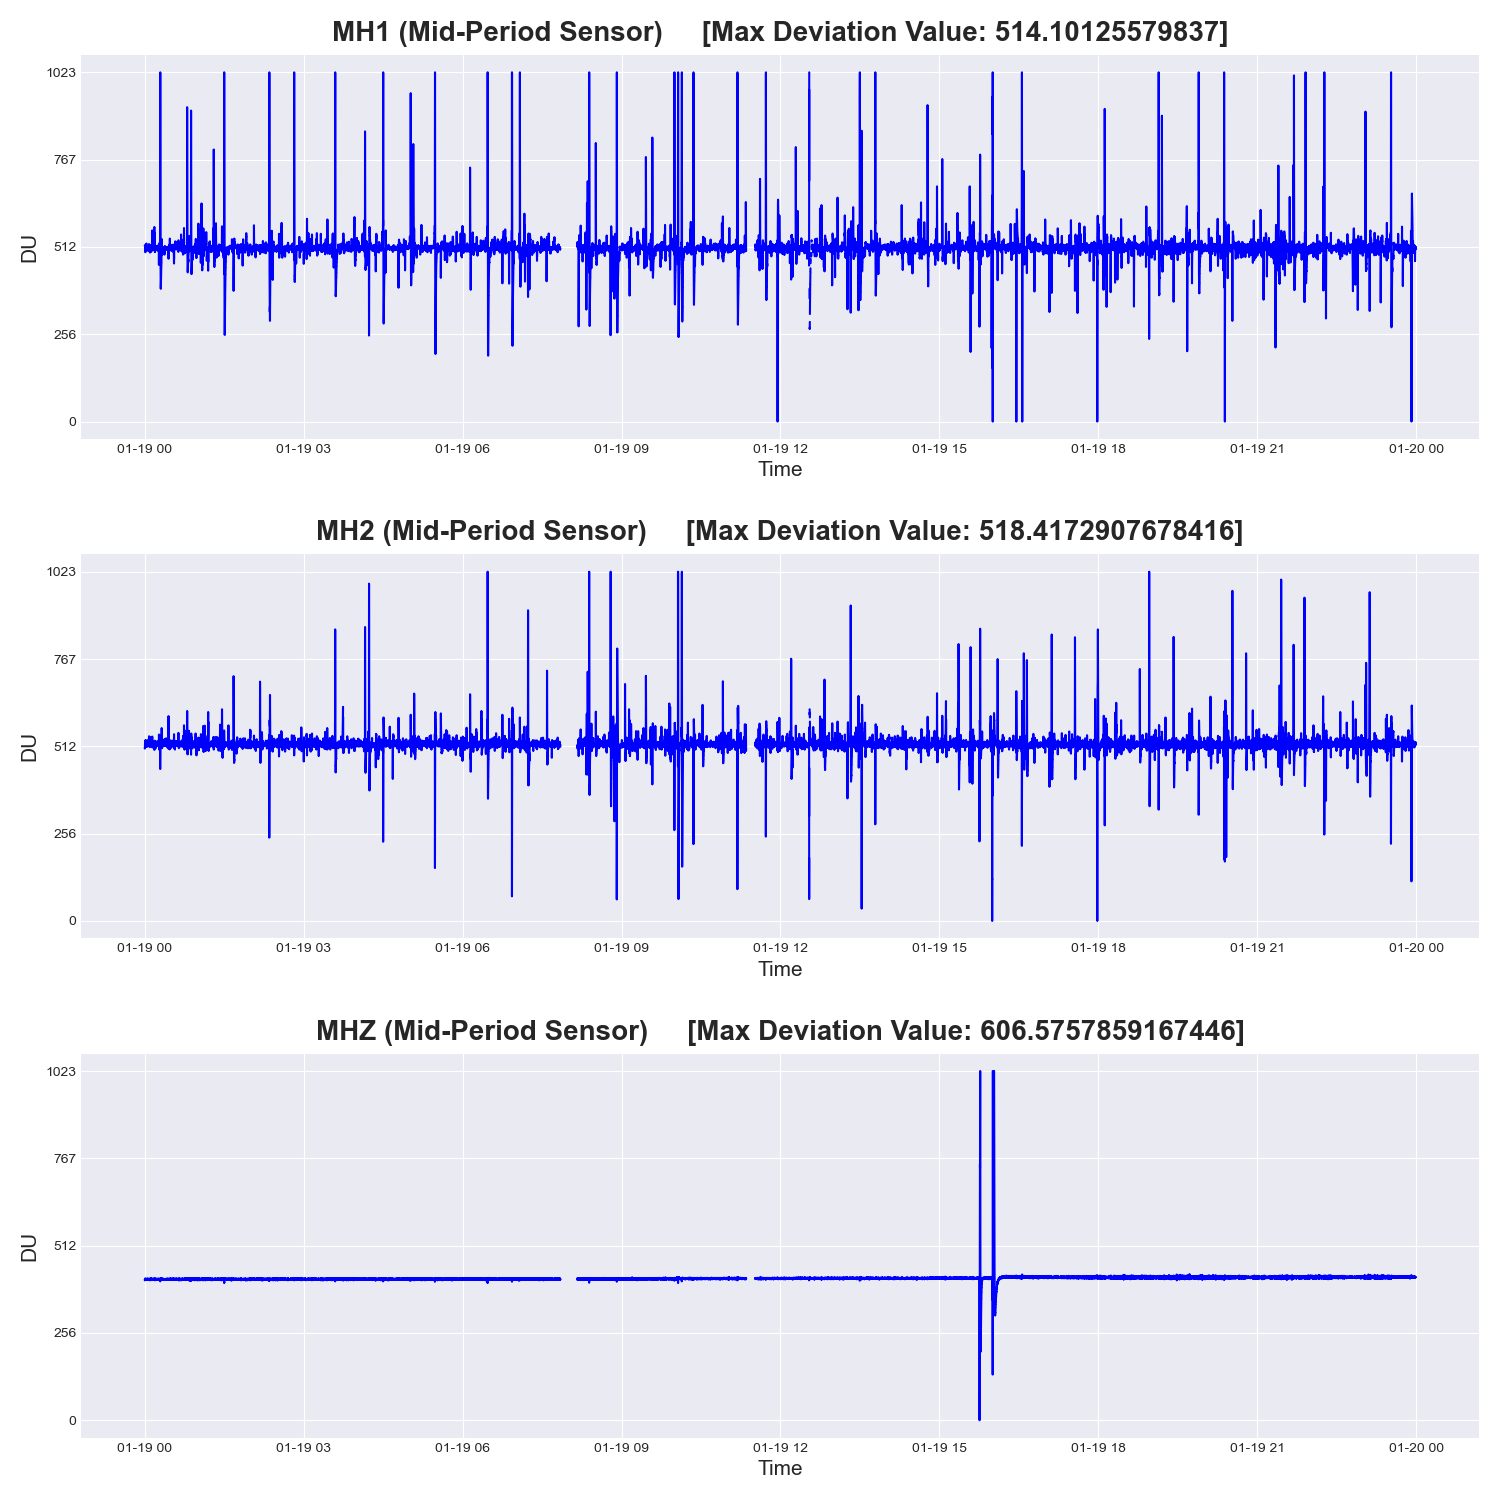 MH1 (Mid-Period Sensor) [Max Deviation Value: 514.10125579837]
1023
767
512
256
0
DU
01-19 00 01-19 03 01-19 06 01-19 09 01-19 12 01-19 15 01-19 18 01-19 21 01-20 00
Time
MH2 (Mid-Period Sensor) [Max Deviation Value: 518.4172907678416]
1023
767
512
256
0
DU
01-19 00 01-19 03 01-19 06 01-19 09 01-19 12 01-19 15 01-19 18 01-19 21 01-20 00
Time
MHZ (Mid-Period Sensor) [Max Deviation Value: 606.5757859167446]
1023
767
512
256
0
DU
01-19 00 01-19 03 01-19 06 01-19 09 01-19 12 01-19 15 01-19 18 01-19 21 01-20 00
Time